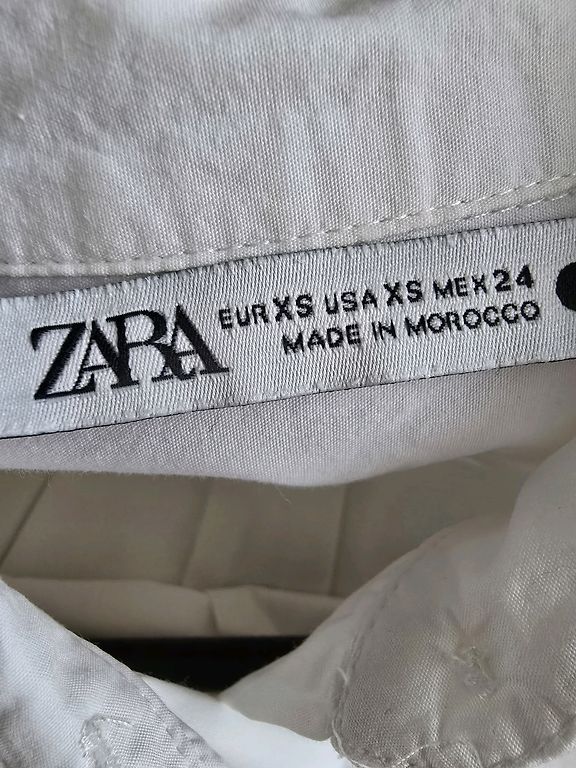 ZARA
EUR XS USA XS MEX 24
MADE IN MOROCCO